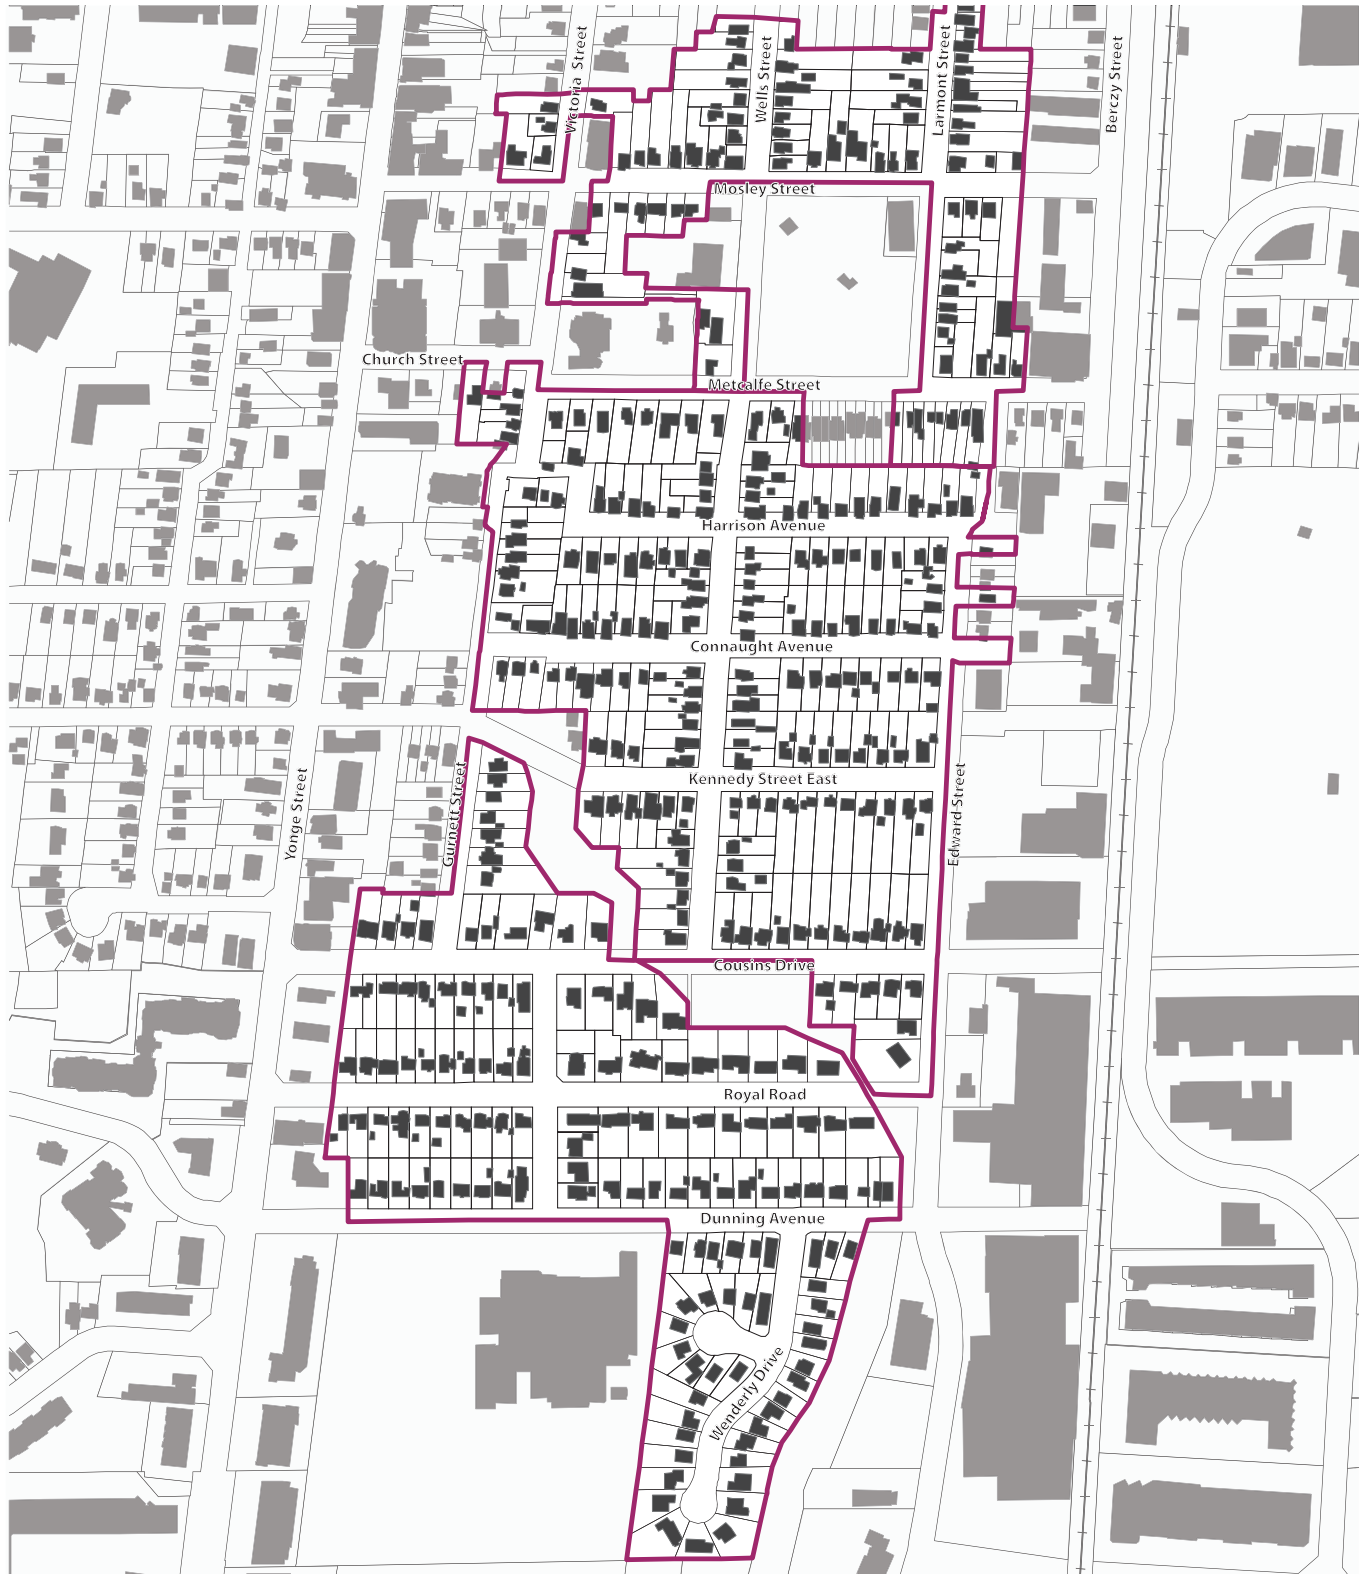 Victoria Street
Wells Street
Larmont Street
Berczy Street
Mosley Street
Church Street
Metcalfe Street
Harrison Avenue
Connaught Avenue
Kennedy Street East
Yonge Street
Gurnett Street
Edward Street
Cousins Drive
Royal Road
Dunning Avenue
Wenderly Drive